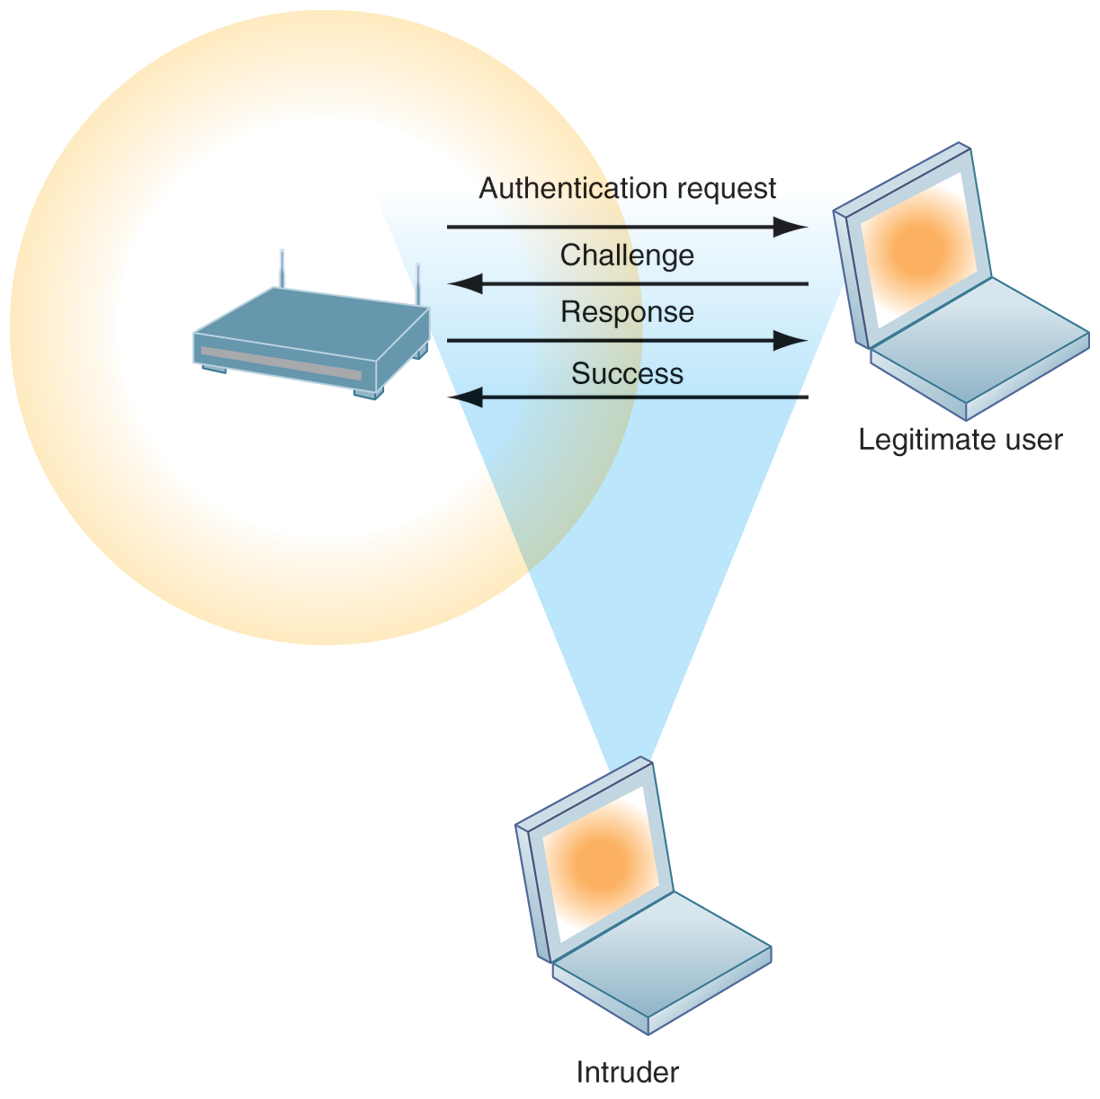 Authentication request
Challenge
Response
Success
Legitimate user
Intruder